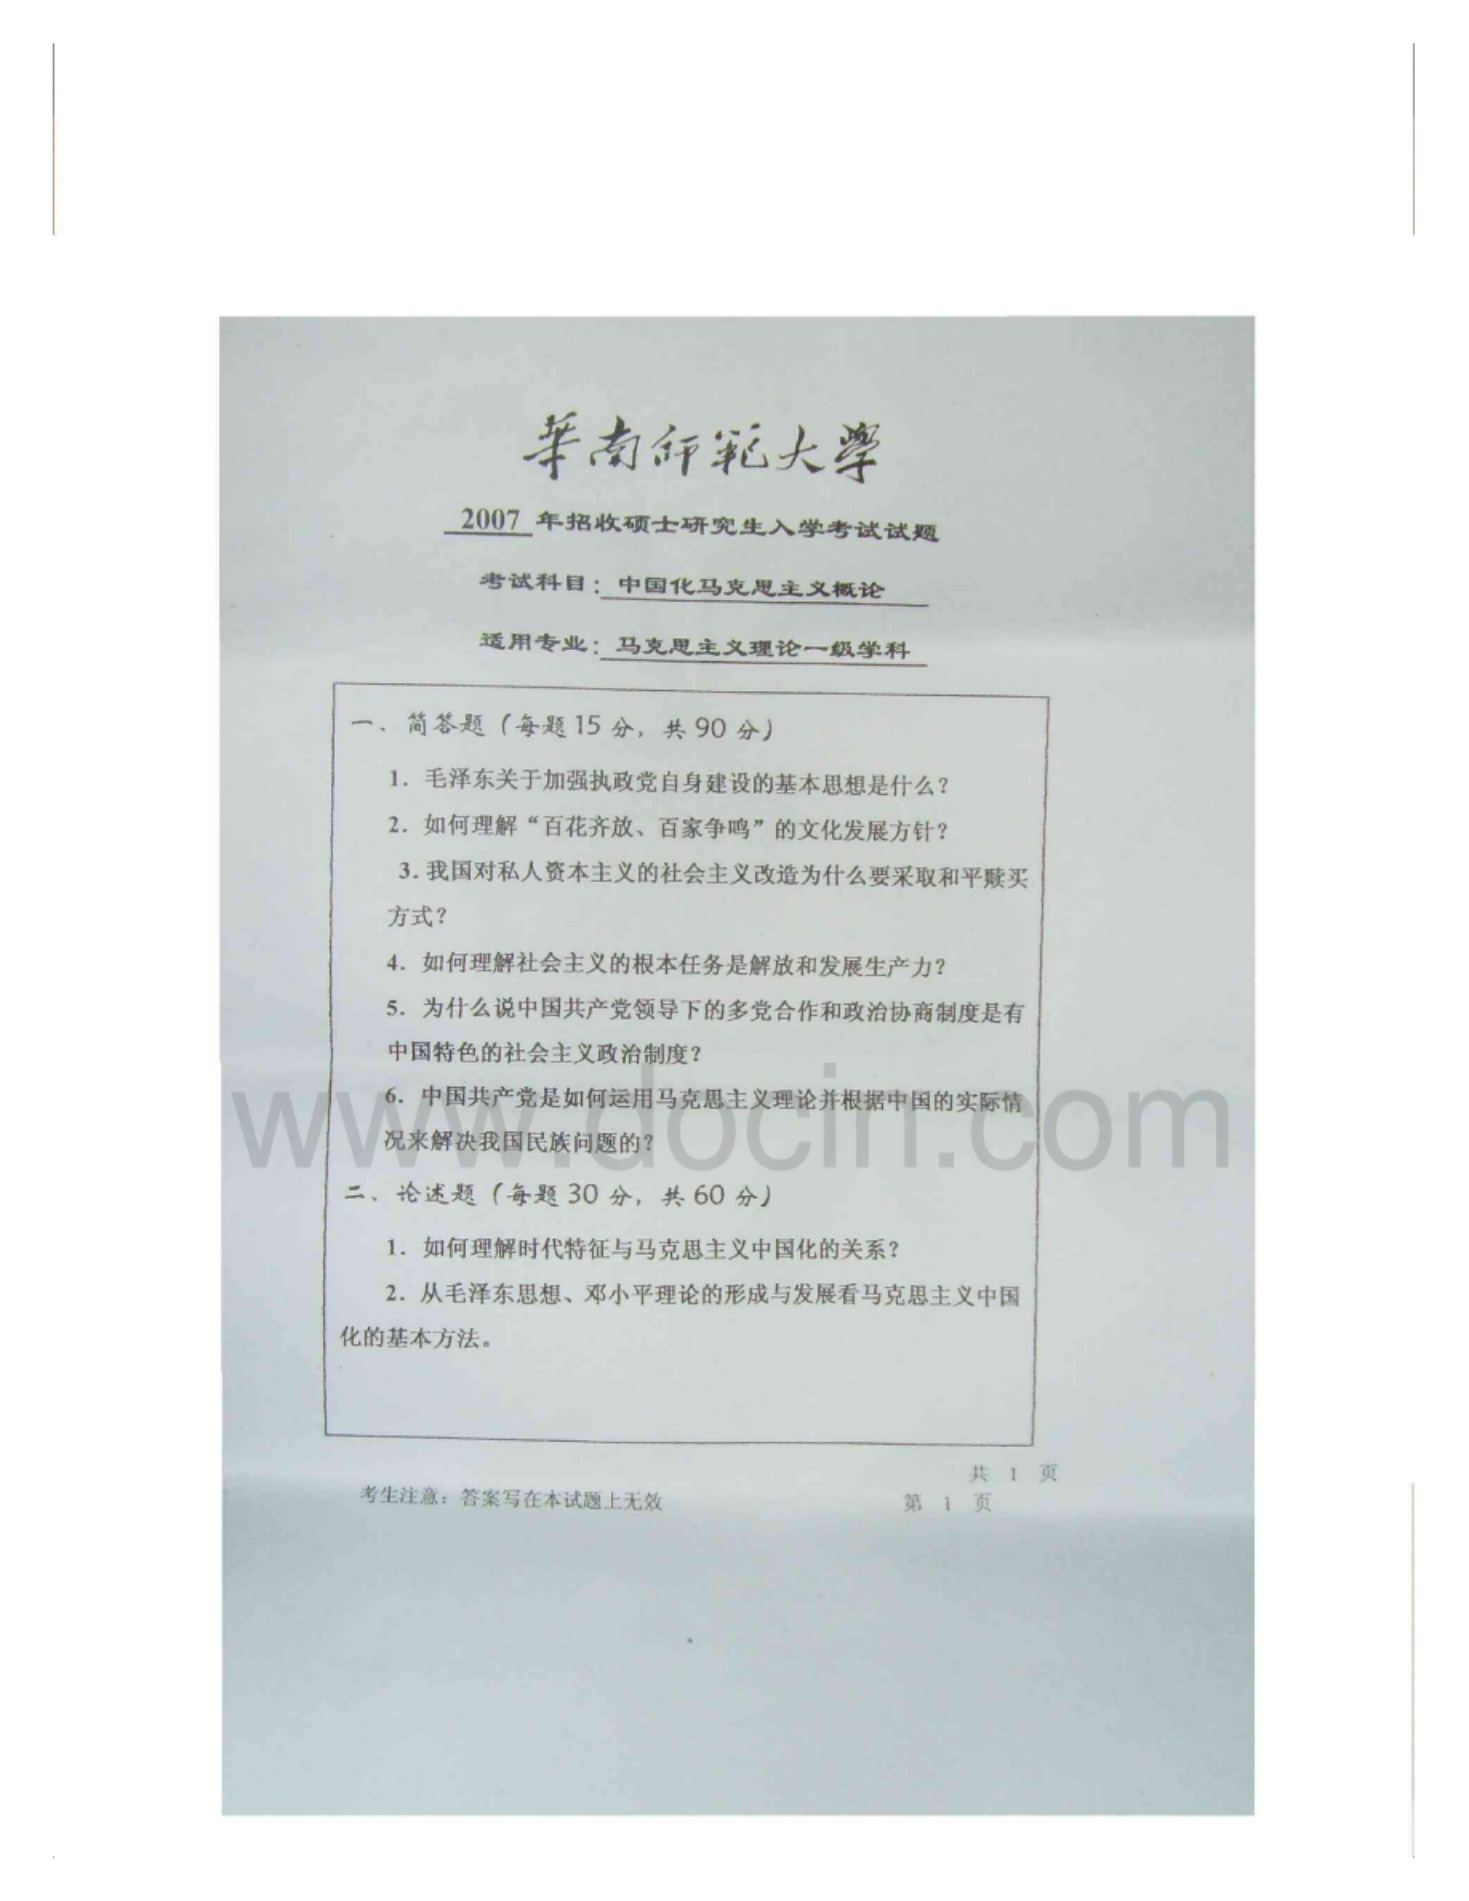 華南師範大學
2007 年招收硕士研究生入学考试试题
考试科目：中国化马克思主义概论
适用专业：马克思主义理论一级学科
一、简答题（每题15分，共90分）
1．毛泽东关于加强执政党自身建设的基本思想是什么？
2．如何理解“百花齐放、百家争鸣”的文化发展方针？
3．我国对私人资本主义的社会主义改造为什么要采取和平赎买
方式？
4．如何理解社会主义的根本任务是解放和发展生产力？
5．为什么说中国共产党领导下的多党合作和政治协商制度是有
中国特色的社会主义政治制度？
6．中国共产党是如何运用马克思主义理论并根据中国的实际情
况来解决我国民族问题的？
www.docin.com
二、论述题（每题30分，共60分）
1．如何理解时代特征与马克思主义中国化的关系？
2．从毛泽东思想、邓小平理论的形成与发展看马克思主义中国
化的基本方法。
共 1 页
考生注意：答案写在本试题上无效 第 1 页